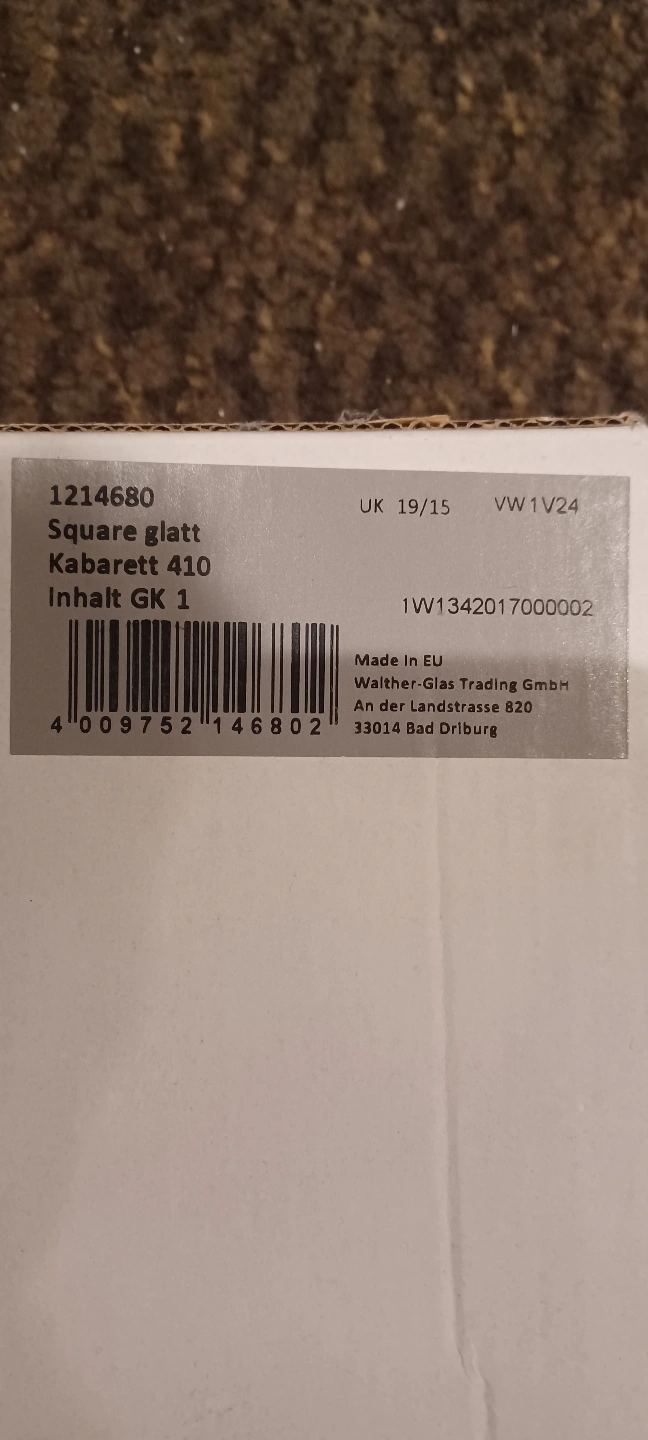 1214680
Square glatt
Kabarett 410
Inhalt GK 1
UK 19/15 VW1V24
1W1342017000002
4 009752 146802
Made in EU
Walther-Glas Trading GmbH
An der Landstrasse 820
33014 Bad Driburg